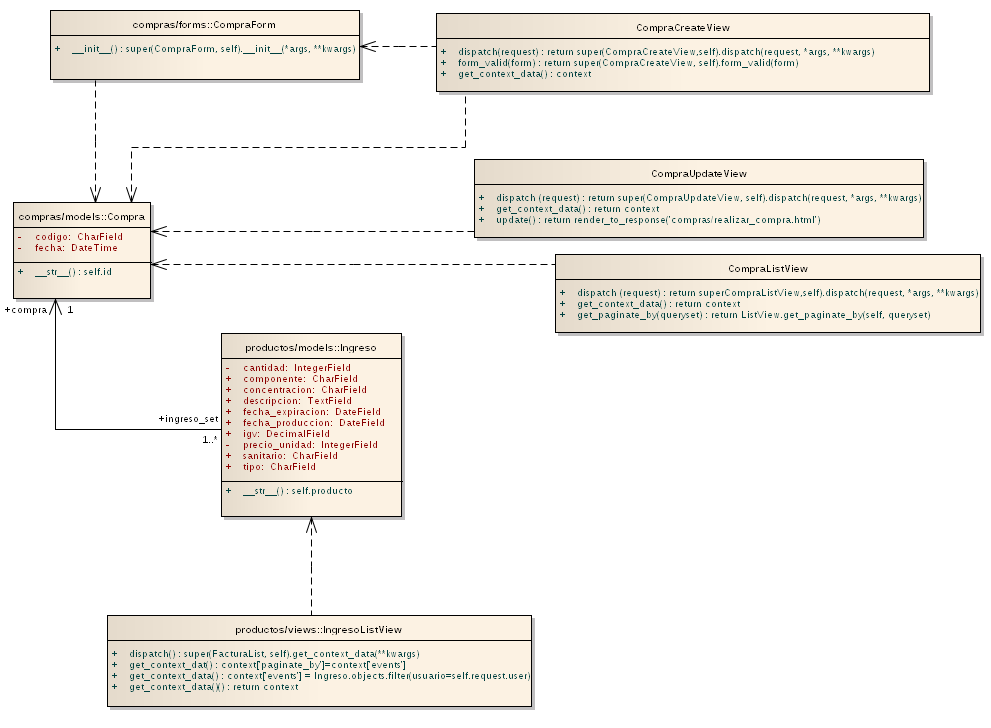 compras/forms::CompraForm
+ __init__() : super(CompraForm, self).__init__(*args, **kwargs)
CompraCreateView
+ dispatch(request) : return super(CompraCreateView,self).dispatch(request, *args, **kwargs)
+ form_valid(form) : return super(CompraCreateView, self).form_valid(form)
+ get_context_data() : context
CompraUpdateView
+ dispatch (request) : return super(CompraUpdateView, self).dispatch(request, *args, **kwargs)
+ get_context_data() : return context
+ update() : return render_to_response('compras/realizar_compra.html')
compras/models::Compra
- codigo: CharField
- fecha: DateTime
+ __str__() : self.id
CompraListView
+ dispatch (request) : return superCompraListView,self).dispatch(request, *args, **kwargs)
+ get_context_data() : return context
+ get_paginate_by(queryset) : return ListView.get_paginate_by(self, queryset)
+compra 1
productos/models::Ingreso
- cantidad: IntegerField
+ componente: CharField
+ concentracion: CharField
+ descripcion: TextField
+ fecha_expiracion: DateField
+ fecha_produccion: DateField
+ igv: DecimalField
- precio_unidad: IntegerField
+ sanitario: CharField
+ tipo: CharField
+ __str__() : self.producto
+ingreso_set
1..*
productos/views::IngresoListView
+ dispatch() : super(FacturaList, self).get_context_data(**kwargs)
+ get_context_dat() : context['paginate_by']=context['events']
+ get_context_data() : context['events'] = Ingreso.objects.filter(usuario=self.request.user)
+ get_context_data()() : return context